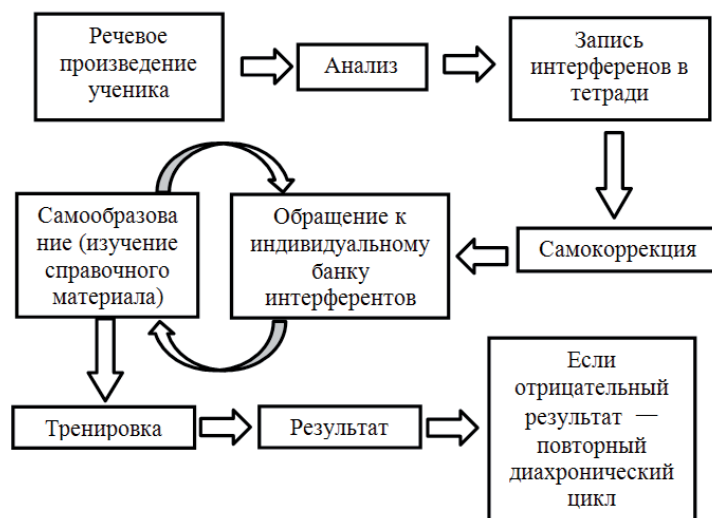 Речевое
произведение
ученика
Анализ
Запись
интерференов в
тетради
Самообразова
ние (изучение
справочного
материала)
Обращение к
индивидуальному
банку
интерферентов
Самокоррекция
Тренировка
Результат
Если
отрицательный
результат —
повторный
диахронический
цикл